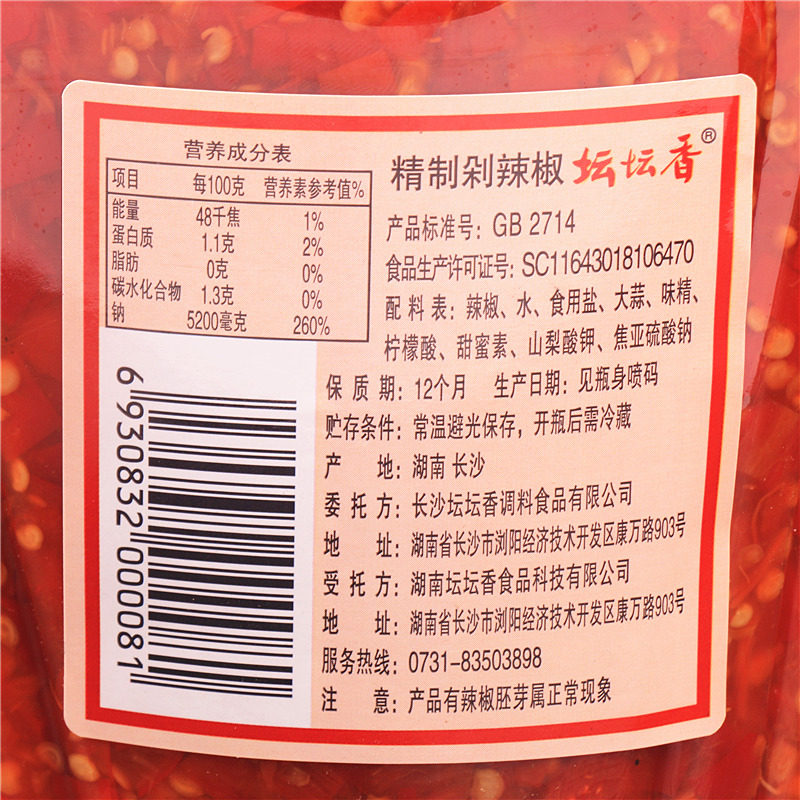 营养成分表
项目 每100克 营养素参考值%
能量 48千焦 1%
蛋白质 1.1克 2%
脂肪 0克 0%
碳水化合物 1.3克 0%
钠 5200毫克 260%
6 930832 000081
精制剁辣椒 坛坛香®
产品标准号: GB 2714
食品生产许可证号: SC11643018106470
配料表: 辣椒、水、食用盐、大蒜、味精、
柠檬酸、甜蜜素、山梨酸钾、焦亚硫酸钠
保质期: 12个月 生产日期: 见瓶身喷码
贮存条件: 常温避光保存，开瓶后需冷藏
产地: 湖南 长沙
委托方: 长沙坛坛香调料食品有限公司
地址: 湖南省长沙市浏阳经济技术开发区康万路903号
受托方: 湖南坛坛香食品科技有限公司
地址: 湖南省长沙市浏阳经济技术开发区康万路903号
服务热线: 0731-83503898
注意: 产品有辣椒胚芽属正常现象